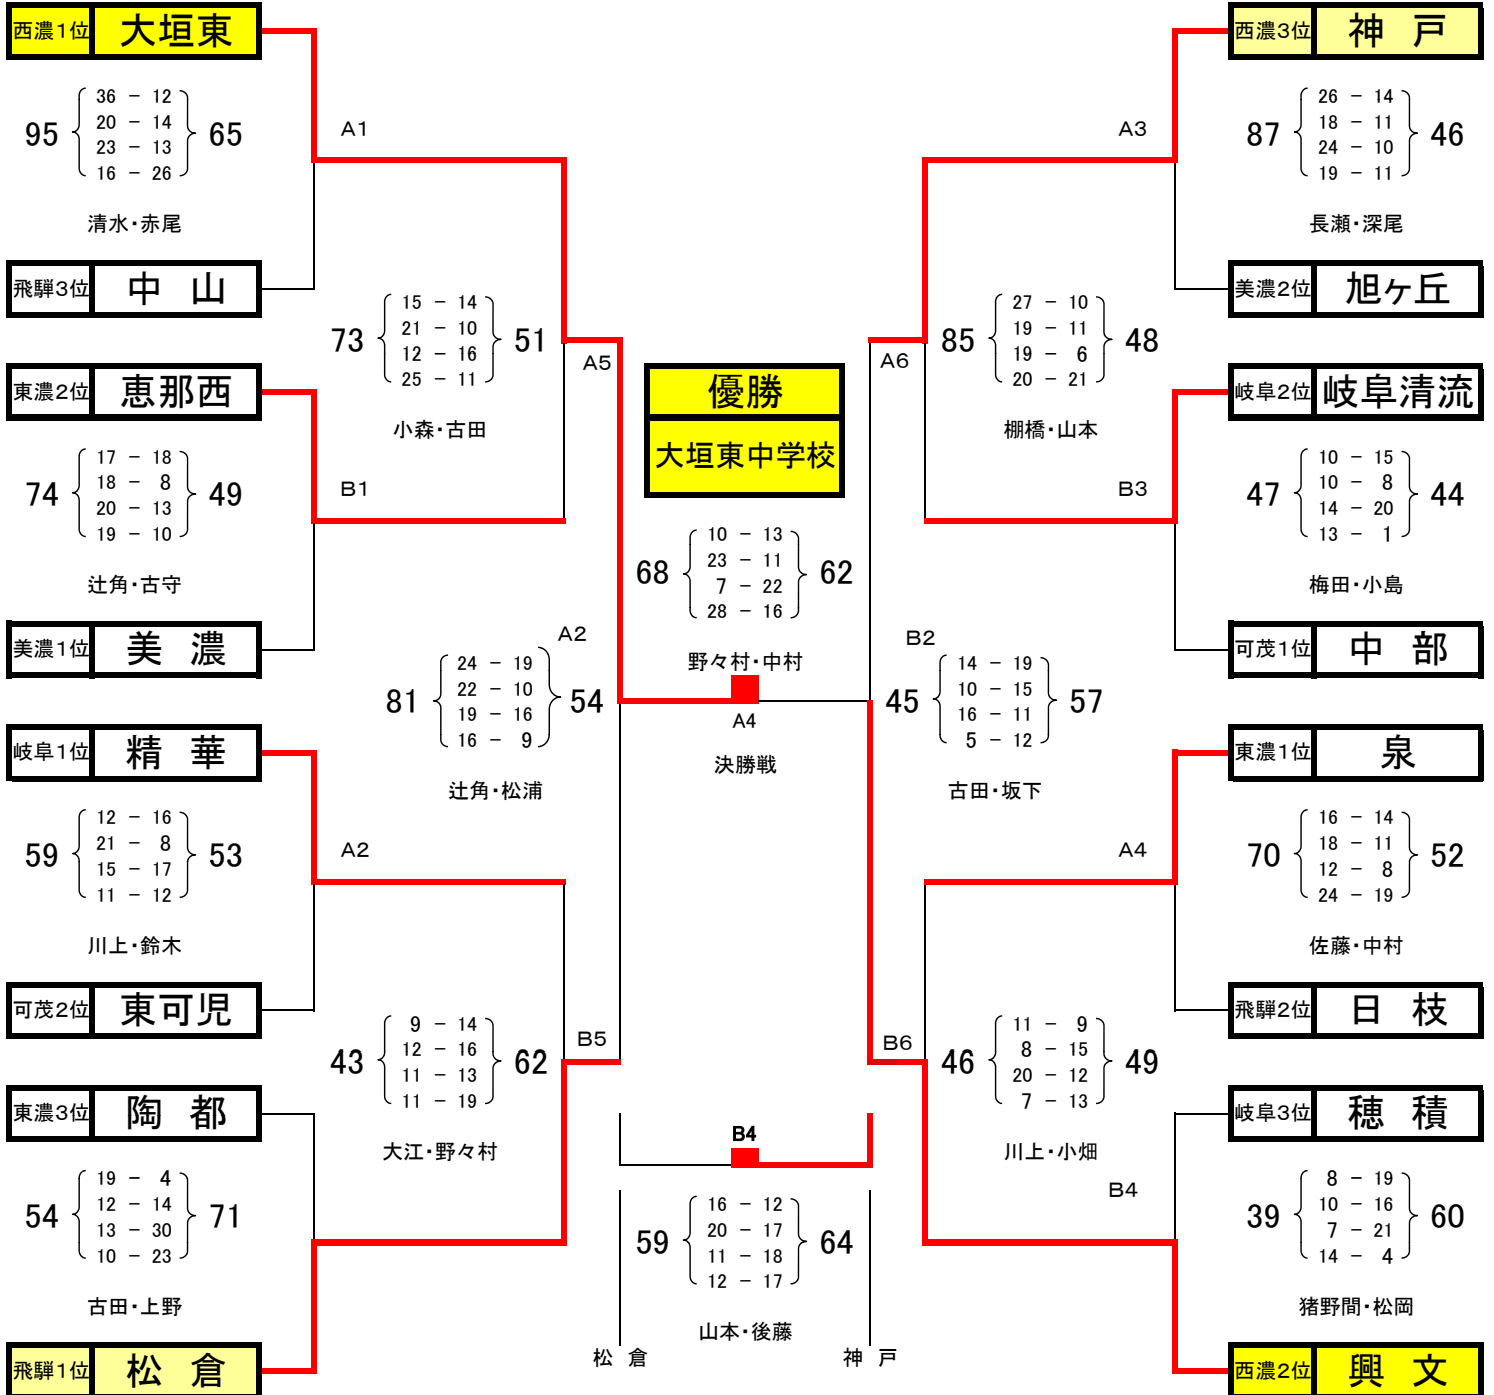 西濃1位 大垣東
95 65
36 － 12
20 － 14
23 － 13
16 － 26
清水・赤尾
A1
飛騨3位 中 山
73 51
15 － 14
21 － 10
12 － 16
25 － 11
小森・古田
A5
東濃2位 恵那西
74 49
17 － 18
18 － 8
20 － 13
19 － 10
辻角・古守
B1
美濃1位 美 濃
81 54
24 － 19
22 － 10
19 － 16
16 － 9
A2
辻角・松浦
岐阜1位 精 華
59 53
12 － 16
21 － 8
15 － 17
11 － 12
川上・鈴木
A2
可茂2位 東可児
43 62
9 － 14
12 － 16
11 － 13
11 － 19
大江・野々村
B5
東濃3位 陶 都
54 71
19 － 4
12 － 14
13 － 30
10 － 23
古田・上野
飛騨1位 松 倉
優勝
大垣東中学校
68 62
10 － 13
23 － 11
7 － 22
28 － 16
野々村・中村
A4
決勝戦
B4
59 64
16 － 12
20 － 17
11 － 18
12 － 17
山本・後藤
松 倉
神 戸
西濃3位 神 戸
87 46
26 － 14
18 － 11
24 － 10
19 － 11
長瀬・深尾
A3
美濃2位 旭ヶ丘
A6
85 48
27 － 10
19 － 11
19 － 6
20 － 21
棚橋・山本
岐阜2位 岐阜清流
47 44
10 － 15
10 － 8
14 － 20
13 － 1
梅田・小島
B3
可茂1位 中 部
B2
45 57
14 － 19
10 － 15
16 － 11
5 － 12
古田・坂下
東濃1位 泉
70 52
16 － 14
18 － 11
12 － 8
24 － 19
佐藤・中村
A4
飛騨2位 日 枝
B6
46 49
11 － 9
8 － 15
20 － 12
7 － 13
川上・小畑
岐阜3位 穂 積
39 60
8 － 19
10 － 16
7 － 21
14 － 4
猪野間・松岡
B4
西濃2位 興 文